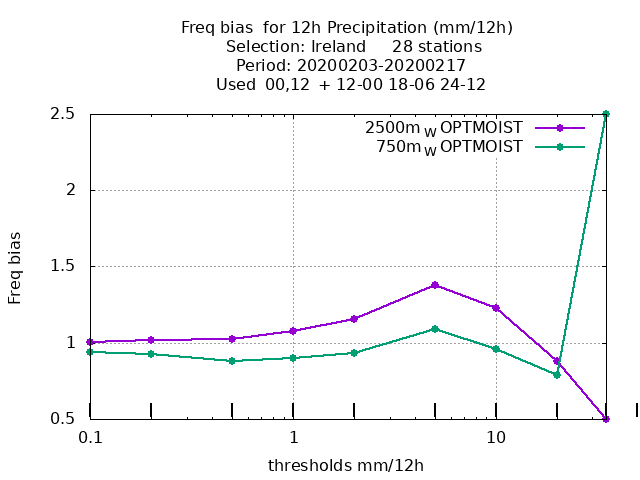 Freq bias  for 12h Precipitation (mm/12h)
Selection: Ireland     28 stations
Period: 20200203-20200217
Used  00,12  + 12-00 18-06 24-12
2500m W OPTMOIST
750m W OPTMOIST
2.5
2
1.5
1
0.5
Freq bias
0.1 1 10
thresholds mm/12h